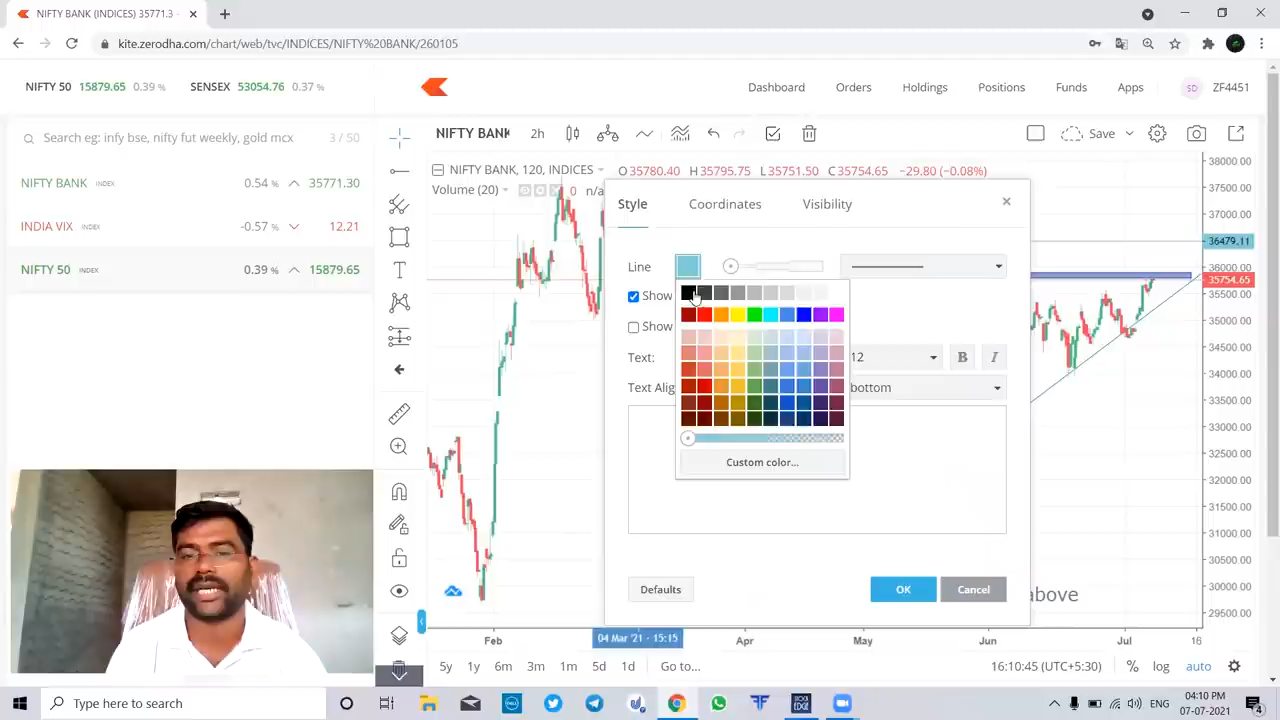 NIFTY BANK (INDICES) 35771.3
kite.zerodha.com/chart/web/tvc/INDICES/NIFTY%20BANK/260105
NIFTY 50 15879.65 0.39 % SENSEX 53054.76 0.37 %
Dashboard Orders Holdings Positions Funds Apps SD ZF4451
Search eg: infy bse, nifty fut weekly, gold mcx 3 / 50
NIFTY BANK 2h Save
NIFTY BANK INDEX 0.54 % 35771.30
INDIA VIX INDEX -0.57 % 12.21
NIFTY 50 INDEX 0.39 % 15879.65
NIFTY BANK, 120, INDICES O35780.40 H35795.75 L35751.50 C35754.65 −29.80 (−0.08%)
Volume (20) 0 n/a
Style Coordinates Visibility
Line
Show
Show
Text: 12 B I
Text Alig bottom
Custom color...
Defaults OK Cancel
above
38000.00
37500.00
37000.00
36479.11
36000.00
35754.65
35500.00
35000.00
34500.00
34000.00
33500.00
33000.00
32500.00
32000.00
31500.00
31000.00
30500.00
30000.00
29500.00
Feb 04 Mar '21 - 15:15 Apr May Jun Jul 16
5y 1y 6m 3m 1m 5d 1d Go to... 16:10:45 (UTC+5:30) % log auto
Type here to search
ENG
04:10 PM
07-07-2021
4